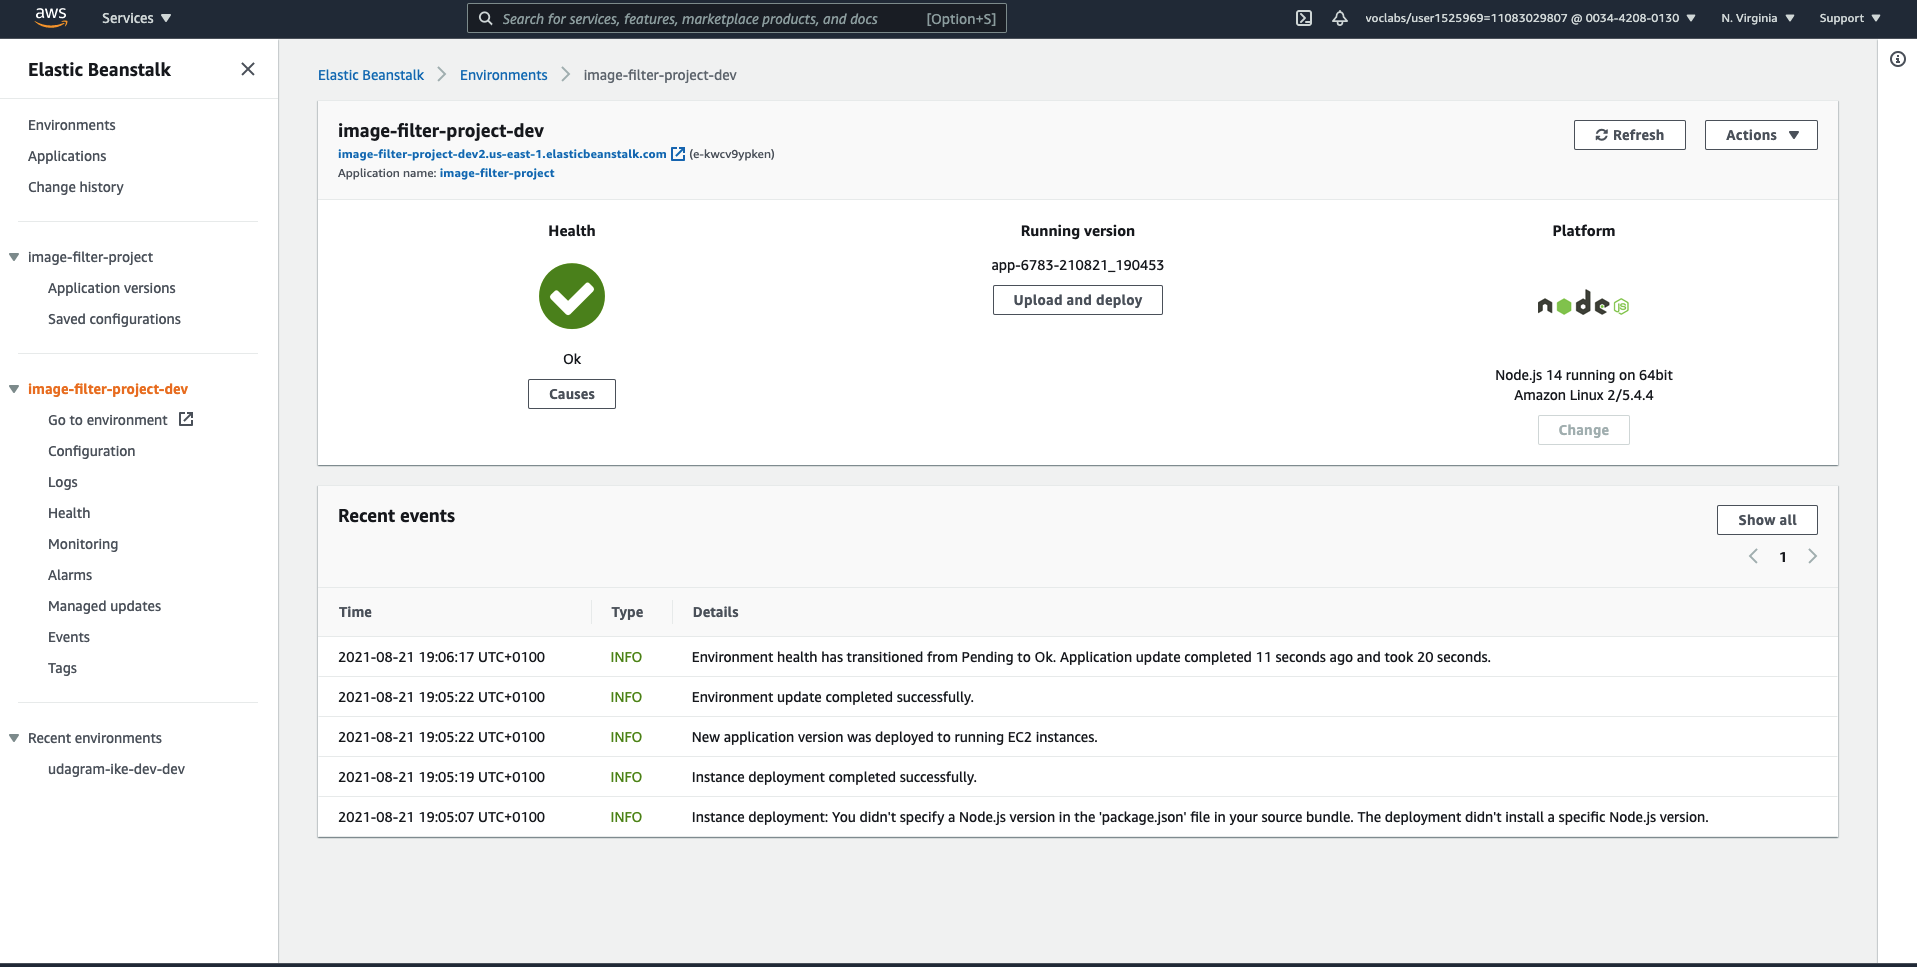 aws
Services
Search for services, features, marketplace products, and docs [Option+S]
voclabs/user1525969=11083029807 @ 0034-4208-0130
N. Virginia
Support
Elastic Beanstalk
Environments
Applications
Change history
image-filter-project
Application versions
Saved configurations
image-filter-project-dev
Go to environment
Configuration
Logs
Health
Monitoring
Alarms
Managed updates
Events
Tags
Recent environments
udagram-ike-dev-dev
Elastic Beanstalk > Environments > image-filter-project-dev
image-filter-project-dev
image-filter-project-dev2.us-east-1.elasticbeanstalk.com (e-kwcv9ypken)
Application name: image-filter-project
Refresh
Actions
Health
Ok
Causes
Running version
app-6783-210821_190453
Upload and deploy
Platform
node JS
Node.js 14 running on 64bit
Amazon Linux 2/5.4.4
Change
Recent events
Show all
1
Time Type Details
2021-08-21 19:06:17 UTC+0100 INFO Environment health has transitioned from Pending to Ok. Application update completed 11 seconds ago and took 20 seconds.
2021-08-21 19:05:22 UTC+0100 INFO Environment update completed successfully.
2021-08-21 19:05:22 UTC+0100 INFO New application version was deployed to running EC2 instances.
2021-08-21 19:05:19 UTC+0100 INFO Instance deployment completed successfully.
2021-08-21 19:05:07 UTC+0100 INFO Instance deployment: You didn't specify a Node.js version in the 'package.json' file in your source bundle. The deployment didn't install a specific Node.js version.